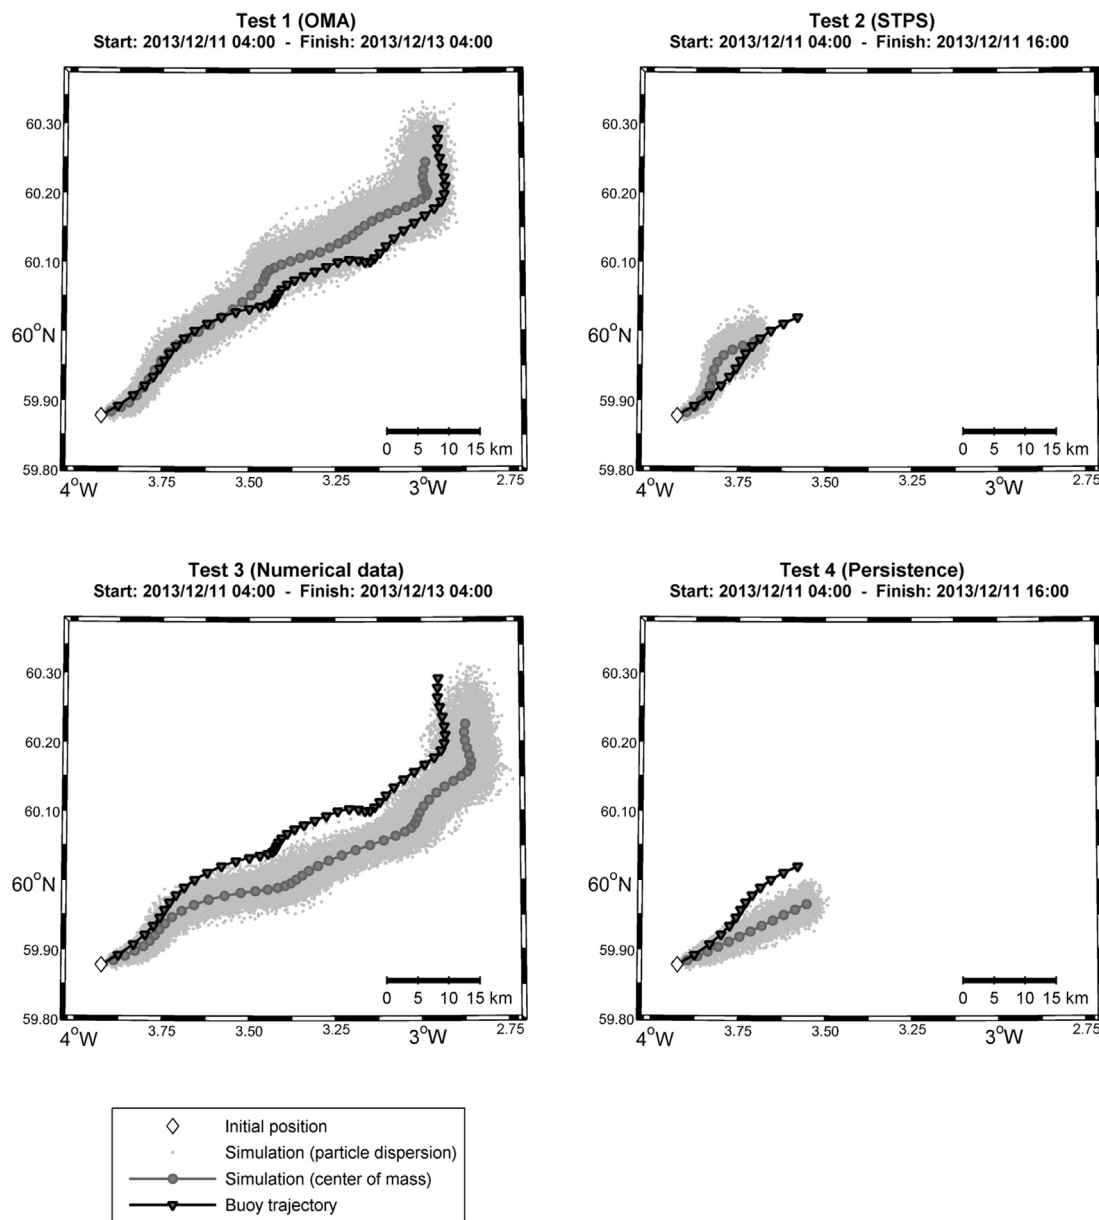 Test 1 (OMA)
Start: 2013/12/11 04:00 - Finish: 2013/12/13 04:00
60.30
60.20
60.10
60°N
59.90
59.80
0 5 10 15 km
4°W 3.75 3.50 3.25 3°W 2.75
Test 2 (STPS)
Start: 2013/12/11 04:00 - Finish: 2013/12/11 16:00
60.30
60.20
60.10
60°N
59.90
59.80
0 5 10 15 km
4°W 3.75 3.50 3.25 3°W 2.75
Test 3 (Numerical data)
Start: 2013/12/11 04:00 - Finish: 2013/12/13 04:00
60.30
60.20
60.10
60°N
59.90
59.80
0 5 10 15 km
4°W 3.75 3.50 3.25 3°W 2.75
Test 4 (Persistence)
Start: 2013/12/11 04:00 - Finish: 2013/12/11 16:00
60.30
60.20
60.10
60°N
59.90
59.80
0 5 10 15 km
4°W 3.75 3.50 3.25 3°W 2.75
Initial position
Simulation (particle dispersion)
Simulation (center of mass)
Buoy trajectory